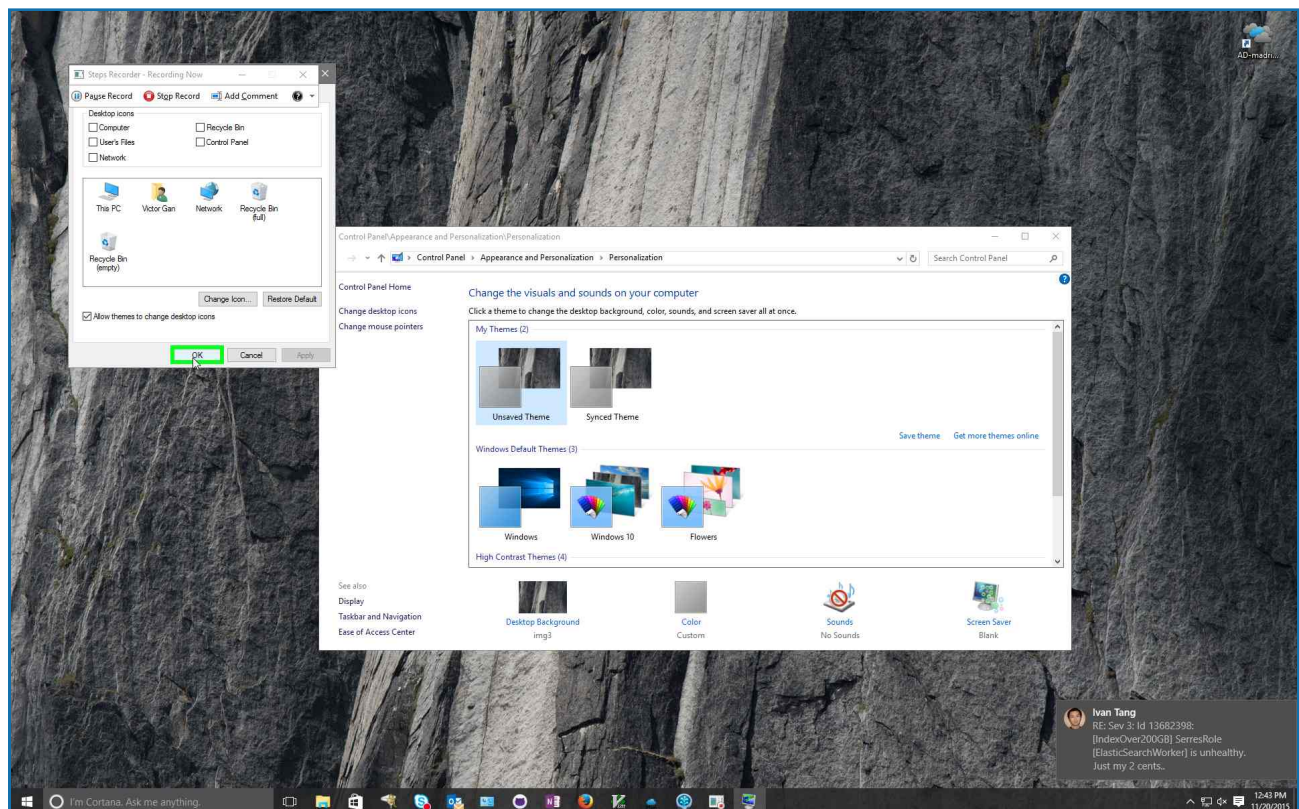 AD-madri...
Steps Recorder - Recording Now
Pause Record Stop Record Add Comment
Desktop icons
Computer Recycle Bin
User's Files Control Panel
Network
This PC Victor Gan Network Recycle Bin
(full)
Recycle Bin
(empty)
Change Icon... Restore Default
Allow themes to change desktop icons
OK Cancel Apply
Control Panel\Appearance and Personalization\Personalization
Control Panel › Appearance and Personalization › Personalization
Search Control Panel
Control Panel Home
Change desktop icons
Change mouse pointers
Change the visuals and sounds on your computer
Click a theme to change the desktop background, color, sounds, and screen saver all at once.
My Themes (2)
Unsaved Theme Synced Theme
Save theme Get more themes online
Windows Default Themes (3)
Windows Windows 10 Flowers
High Contrast Themes (4)
See also
Display
Taskbar and Navigation
Ease of Access Center
Desktop Background Color Sounds Screen Saver
img3 Custom No Sounds Blank
Ivan Tang
RE: Sev 3: Id 13682398:
[IndexOver200GB] SerresRole
[ElasticSearchWorker] is unhealthy.
Just my 2 cents..
I'm Cortana. Ask me anything.
12:43 PM
11/20/2015